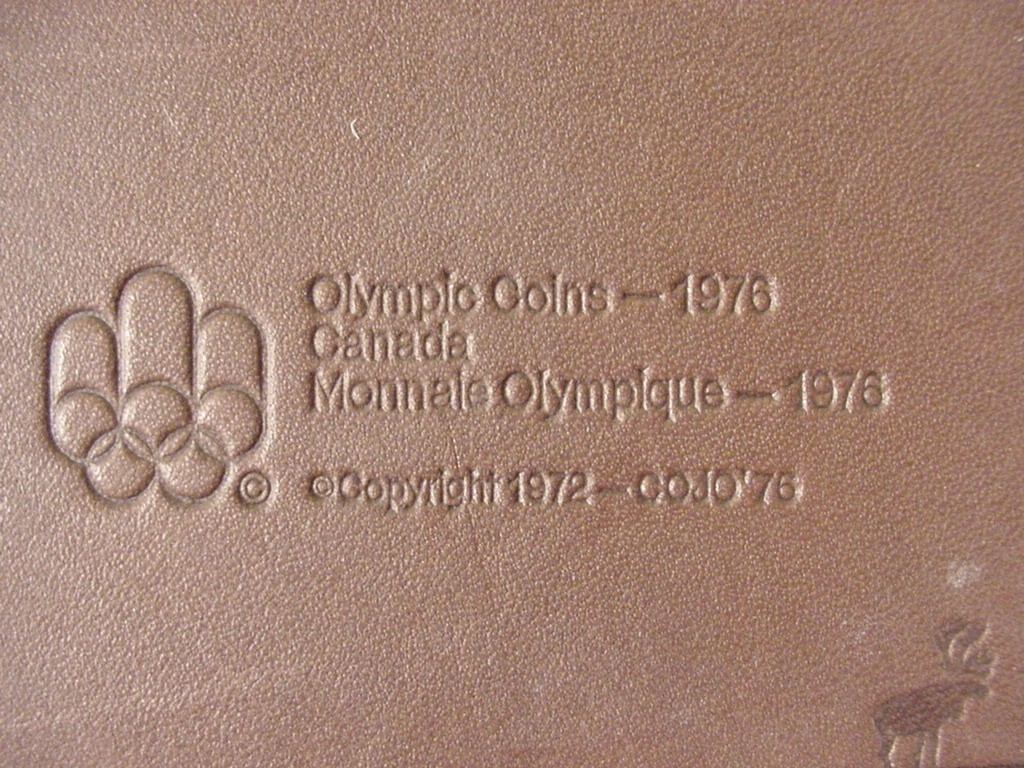 Olympic Coins — 1976
Canada
Monnaie Olympique — 1976
©
©Copyright 1972 — COJO'76